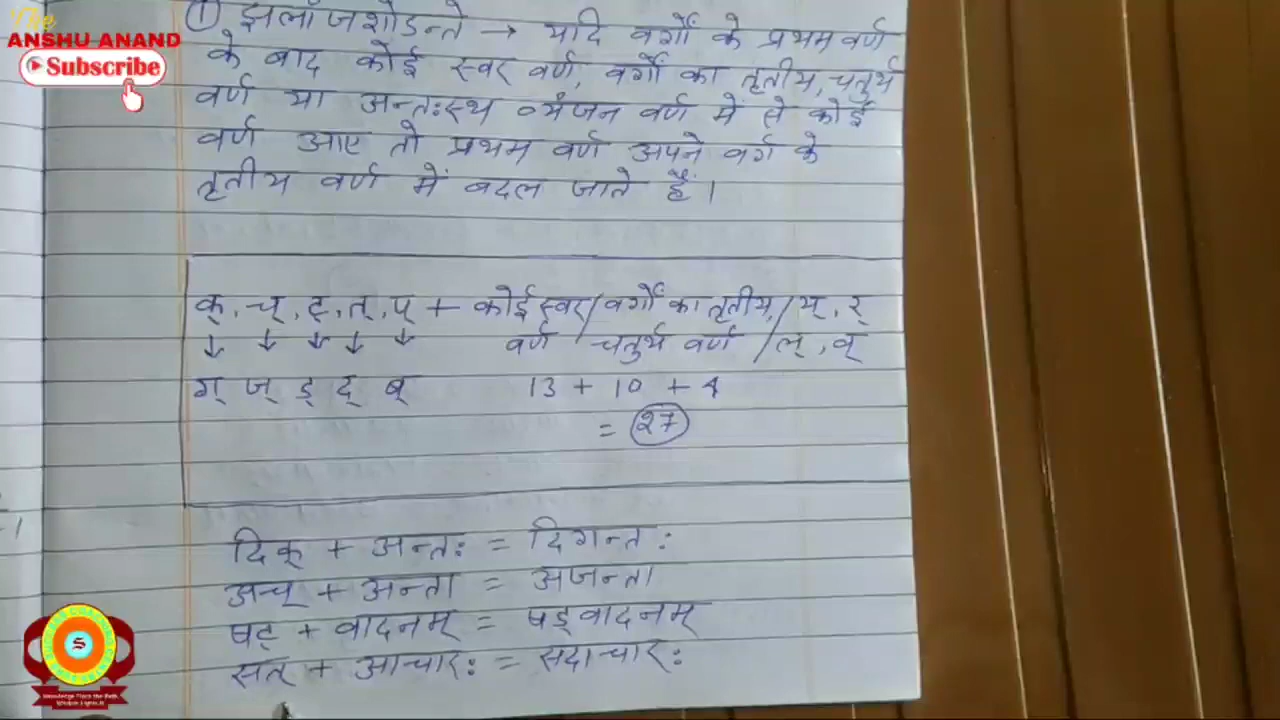 The
ANSHU ANAND
Subscribe
① झलां जशोऽन्ते → यदि वर्गों के प्रथम वर्ण
के बाद कोई स्वर वर्ण, वर्गों का तृतीय, चतुर्थ
वर्ण या अन्तःस्थ व्यंजन वर्ण में से कोई
वर्ण आए तो प्रथम वर्ण अपने वर्ग के
तृतीय वर्ण में बदल जाते हैं।
क्, च्, ट्, त्, प् + कोई स्वर/वर्गों का तृतीय,/य्, र्
↓ ↓ ↓ ↓ ↓ वर्ण / चतुर्थ वर्ण /ल्, व्
ग् ज् ड् द् ब् 13 + 10 + 4
= 27
दिक् + अन्तः = दिगन्तः
अच् + अन्ता = अजन्ता
षट् + वादनम् = षड्वादनम्
सत् + आचारः = सदाचारः
S